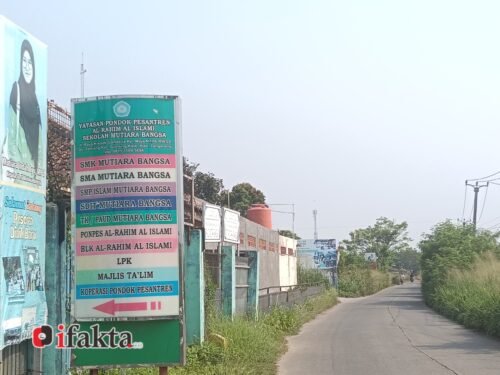 YAYASAN PONDOK PESANTREN
AL-RAHIM AL ISLAMI
SEKOLAH MUTIARA BANGSA
SMK MUTIARA BANGSA
SMA MUTIARA BANGSA
SMP ISLAM MUTIARA BANGSA
SDIT MUTIARA BANGSA
TK / PAUD MUTIARA BANGSA
PONPES AL-RAHIM AL ISLAMI
BLK AL-RAHIM AL ISLAMI
LPK
MAJLIS TA'LIM
KOPERASI PONDOK PESANTREN
pifakta